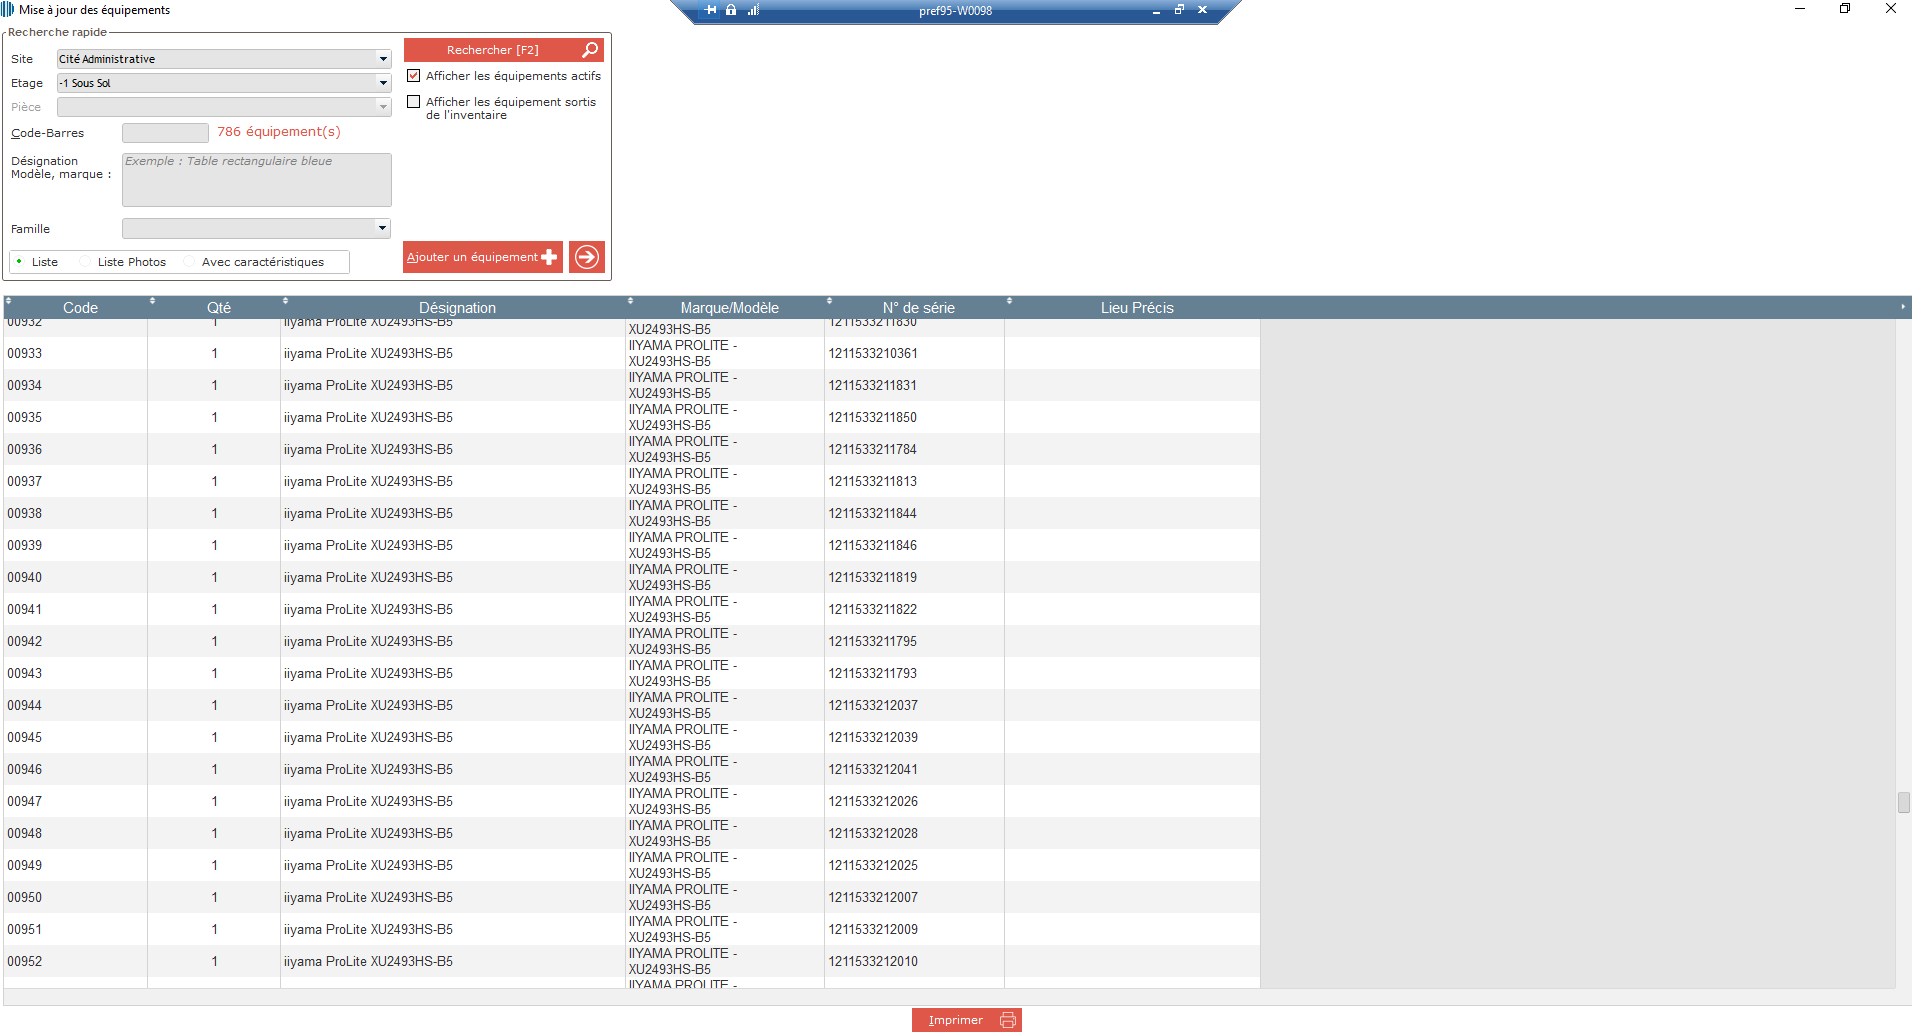 Mise à jour des équipements
pref95-W0098
Recherche rapide
Site Cité Administrative
Rechercher [F2]
Etage -1 Sous Sol
Afficher les équipements actifs
Pièce
Afficher les équipement sortis
de l'inventaire
Code-Barres 786 équipement(s)
Désignation
Modèle, marque :
Exemple : Table rectangulaire bleue
Famille
Liste Liste Photos Avec caractéristiques
Ajouter un équipement
Code Qté Désignation Marque/Modèle N° de série Lieu Précis
00932 1 iiyama ProLite XU2493HS-B5 XU2493HS-B5 1211533211830
00933 1 iiyama ProLite XU2493HS-B5 IIYAMA PROLITE -
XU2493HS-B5 1211533210361
00934 1 iiyama ProLite XU2493HS-B5 IIYAMA PROLITE -
XU2493HS-B5 1211533211831
00935 1 iiyama ProLite XU2493HS-B5 IIYAMA PROLITE -
XU2493HS-B5 1211533211850
00936 1 iiyama ProLite XU2493HS-B5 IIYAMA PROLITE -
XU2493HS-B5 1211533211784
00937 1 iiyama ProLite XU2493HS-B5 IIYAMA PROLITE -
XU2493HS-B5 1211533211813
00938 1 iiyama ProLite XU2493HS-B5 IIYAMA PROLITE -
XU2493HS-B5 1211533211844
00939 1 iiyama ProLite XU2493HS-B5 IIYAMA PROLITE -
XU2493HS-B5 1211533211846
00940 1 iiyama ProLite XU2493HS-B5 IIYAMA PROLITE -
XU2493HS-B5 1211533211819
00941 1 iiyama ProLite XU2493HS-B5 IIYAMA PROLITE -
XU2493HS-B5 1211533211822
00942 1 iiyama ProLite XU2493HS-B5 IIYAMA PROLITE -
XU2493HS-B5 1211533211795
00943 1 iiyama ProLite XU2493HS-B5 IIYAMA PROLITE -
XU2493HS-B5 1211533211793
00944 1 iiyama ProLite XU2493HS-B5 IIYAMA PROLITE -
XU2493HS-B5 1211533212037
00945 1 iiyama ProLite XU2493HS-B5 IIYAMA PROLITE -
XU2493HS-B5 1211533212039
00946 1 iiyama ProLite XU2493HS-B5 IIYAMA PROLITE -
XU2493HS-B5 1211533212041
00947 1 iiyama ProLite XU2493HS-B5 IIYAMA PROLITE -
XU2493HS-B5 1211533212026
00948 1 iiyama ProLite XU2493HS-B5 IIYAMA PROLITE -
XU2493HS-B5 1211533212028
00949 1 iiyama ProLite XU2493HS-B5 IIYAMA PROLITE -
XU2493HS-B5 1211533212025
00950 1 iiyama ProLite XU2493HS-B5 IIYAMA PROLITE -
XU2493HS-B5 1211533212007
00951 1 iiyama ProLite XU2493HS-B5 IIYAMA PROLITE -
XU2493HS-B5 1211533212009
00952 1 iiyama ProLite XU2493HS-B5 IIYAMA PROLITE -
XU2493HS-B5 1211533212010
IIYAMA PROLITE -
Imprimer